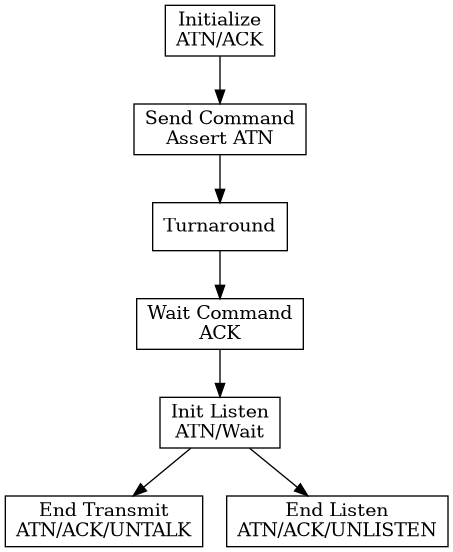 Initialize
ATN/ACK
Send Command
Assert ATN
Turnaround
Wait Command
ACK
Init Listen
ATN/Wait
End Transmit
ATN/ACK/UNTALK
End Listen
ATN/ACK/UNLISTEN